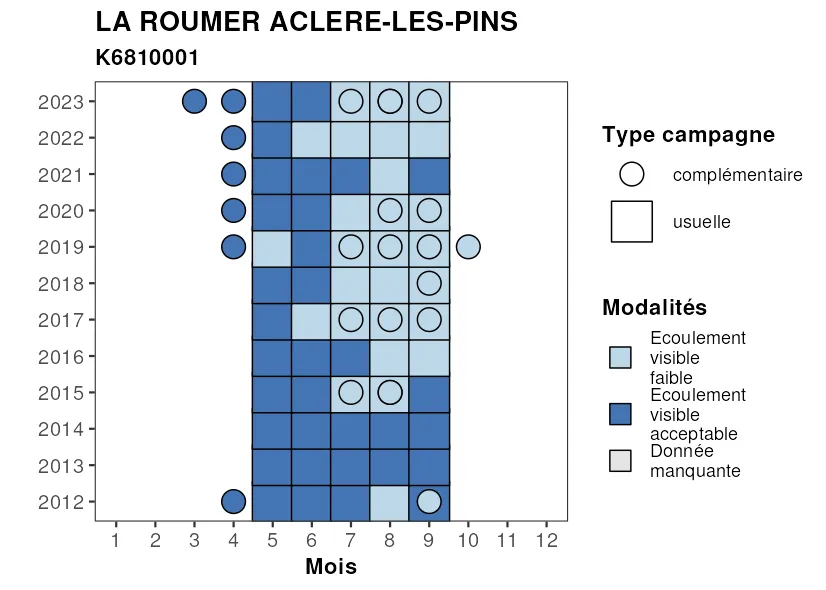 LA ROUMER ACLERE-LES-PINS
K6810001
2023
2022
2021
2020
2019
2018
2017
2016
2015
2014
2013
2012
1 2 3 4 5 6 7 8 9 10 11 12
Mois
Type campagne
complémentaire
usuelle
Modalités
Ecoulement
visible
faible
Ecoulement
visible
acceptable
Donnée
manquante